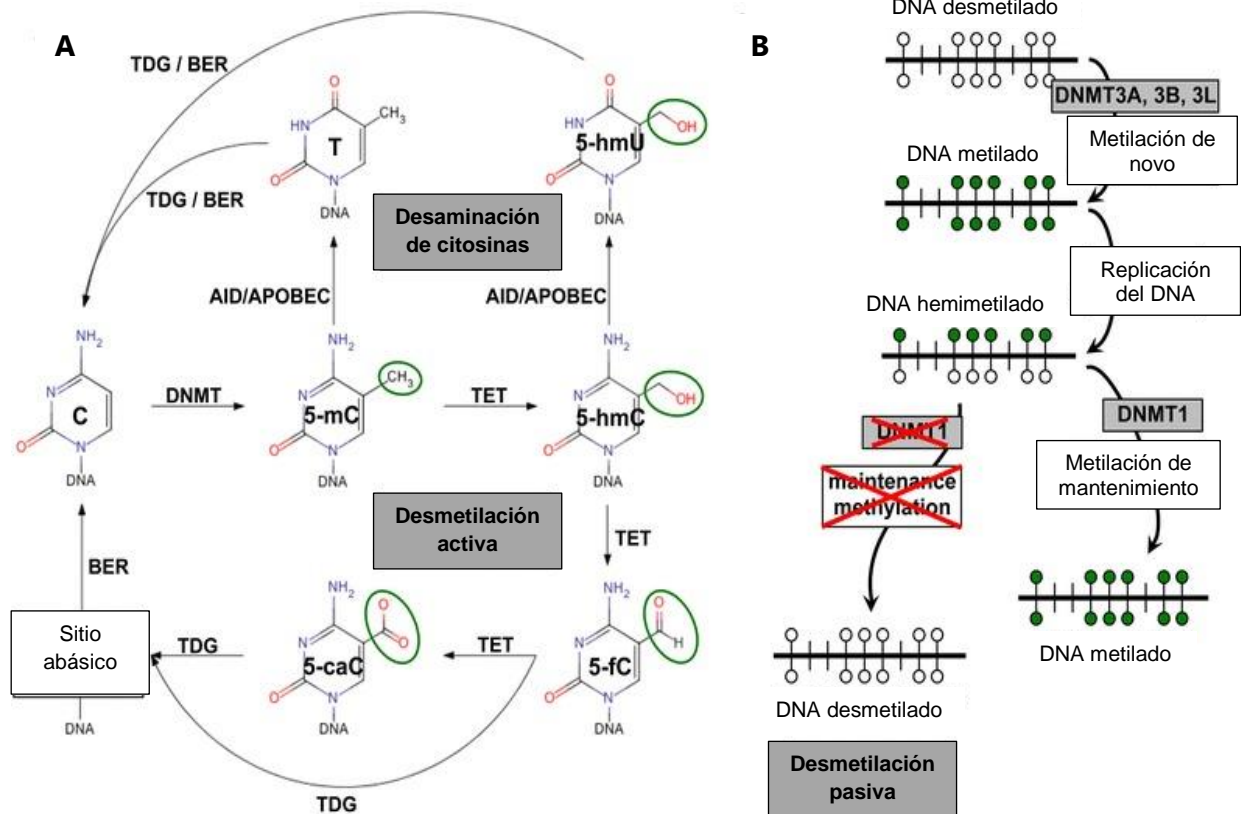 A
TDG / BER
TDG / BER
O
CH₃
HN
T
O
N
DNA
O
HN
5-hmU
OH
O
N
DNA
Desaminación
de citosinas
AID/APOBEC
AID/APOBEC
NH₂
N
C
O
N
DNA
DNMT
NH₂
CH₃
N
5-mC
O
N
DNA
TET
NH₂
OH
N
5-hmC
O
N
DNA
Desmetilación
activa
TET
BER
Sitio
abásico
DNA
TDG
NH₂
O
O
N
5-caC
O
N
DNA
TET
NH₂
O
H
N
5-fC
O
N
DNA
TDG
B
DNA desmetilado
DNMT3A, 3B, 3L
Metilación de
novo
DNA metilado
Replicación
del DNA
DNA hemimetilado
DNMT1
maintenance
methylation
DNMT1
Metilación de
mantenimiento
DNA metilado
DNA desmetilado
Desmetilación
pasiva